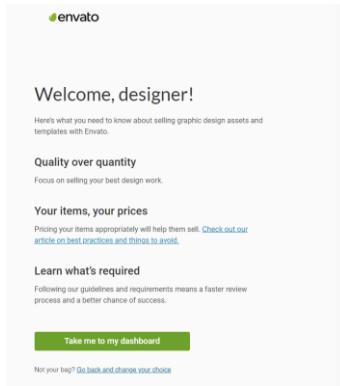 envato
Welcome, designer!
Here's what you need to know about selling graphic design assets and
templates with Envato.
Quality over quantity
Focus on selling your best design work.
Your items, your prices
Pricing your items appropriately will help them sell. Check out our
article on best practices and things to avoid.
Learn what's required
Following our guidelines and requirements means a faster review
process and a better chance of success.
Take me to my dashboard
Not your bag? Go back and change your choice